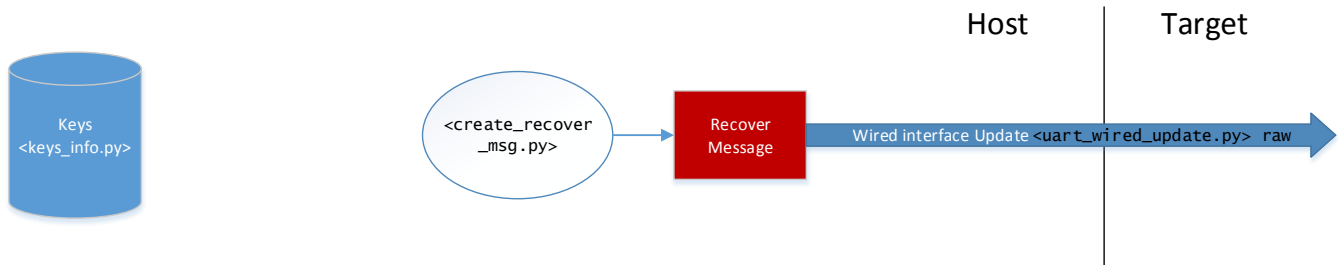 Host
Target
Keys
<keys_info.py>
<create_recover
_msg.py>
Recover
Message
Wired interface Update <uart_wired_update.py> raw